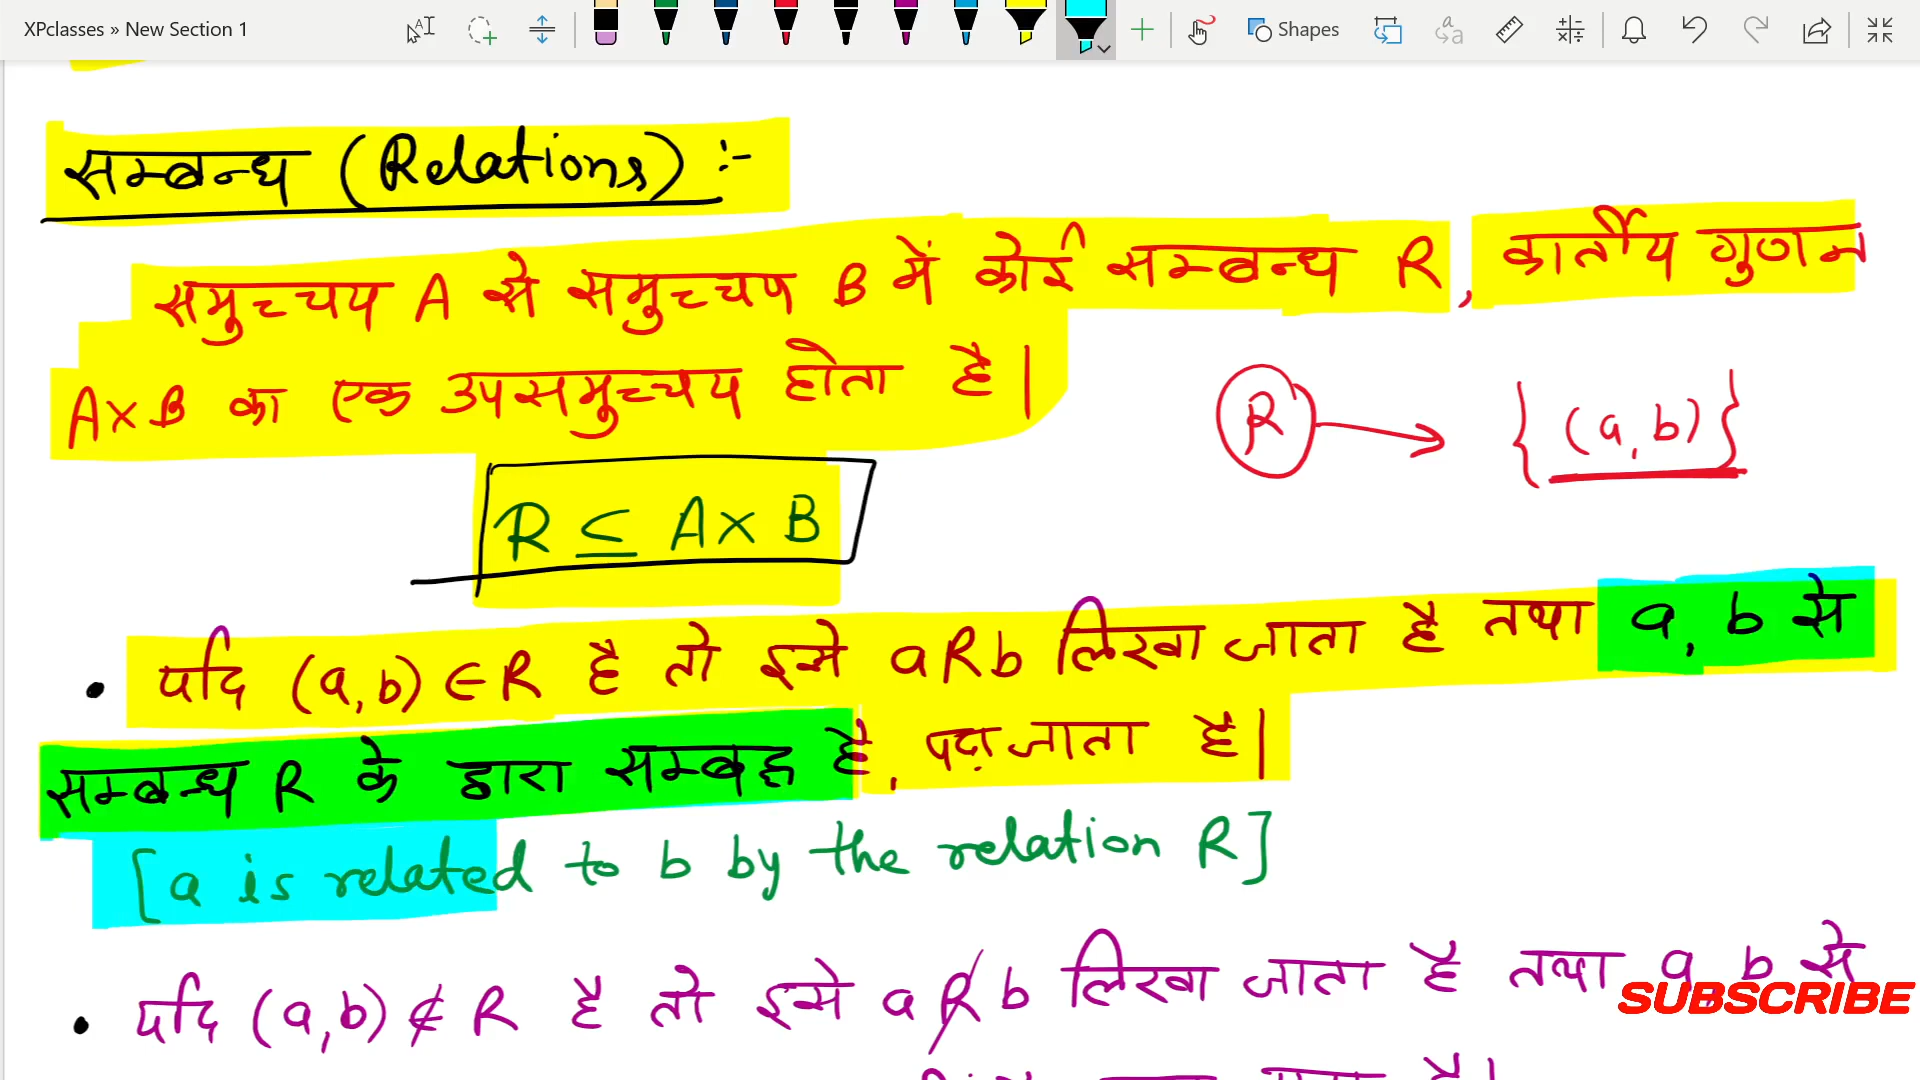 XPclasses » New Section 1
Shapes
सम्बन्ध (Relations) :-
समुच्चय A से समुच्चय B में कोई सम्बन्ध R, कार्तीय गुणन
A×B का एक उपसमुच्चय होता है।
R → {(a,b)}
R ⊆ A×B
• यदि (a,b) ∈ R है तो इसे aRb लिखा जाता है तथा a, b से
सम्बन्ध R के द्वारा सम्बद्ध है, पढ़ा जाता है।
[a is related to b by the relation R]
• यदि (a,b) ∉ R है तो इसे a R̸ b लिखा जाता है तथा a, b से
SUBSCRIBE